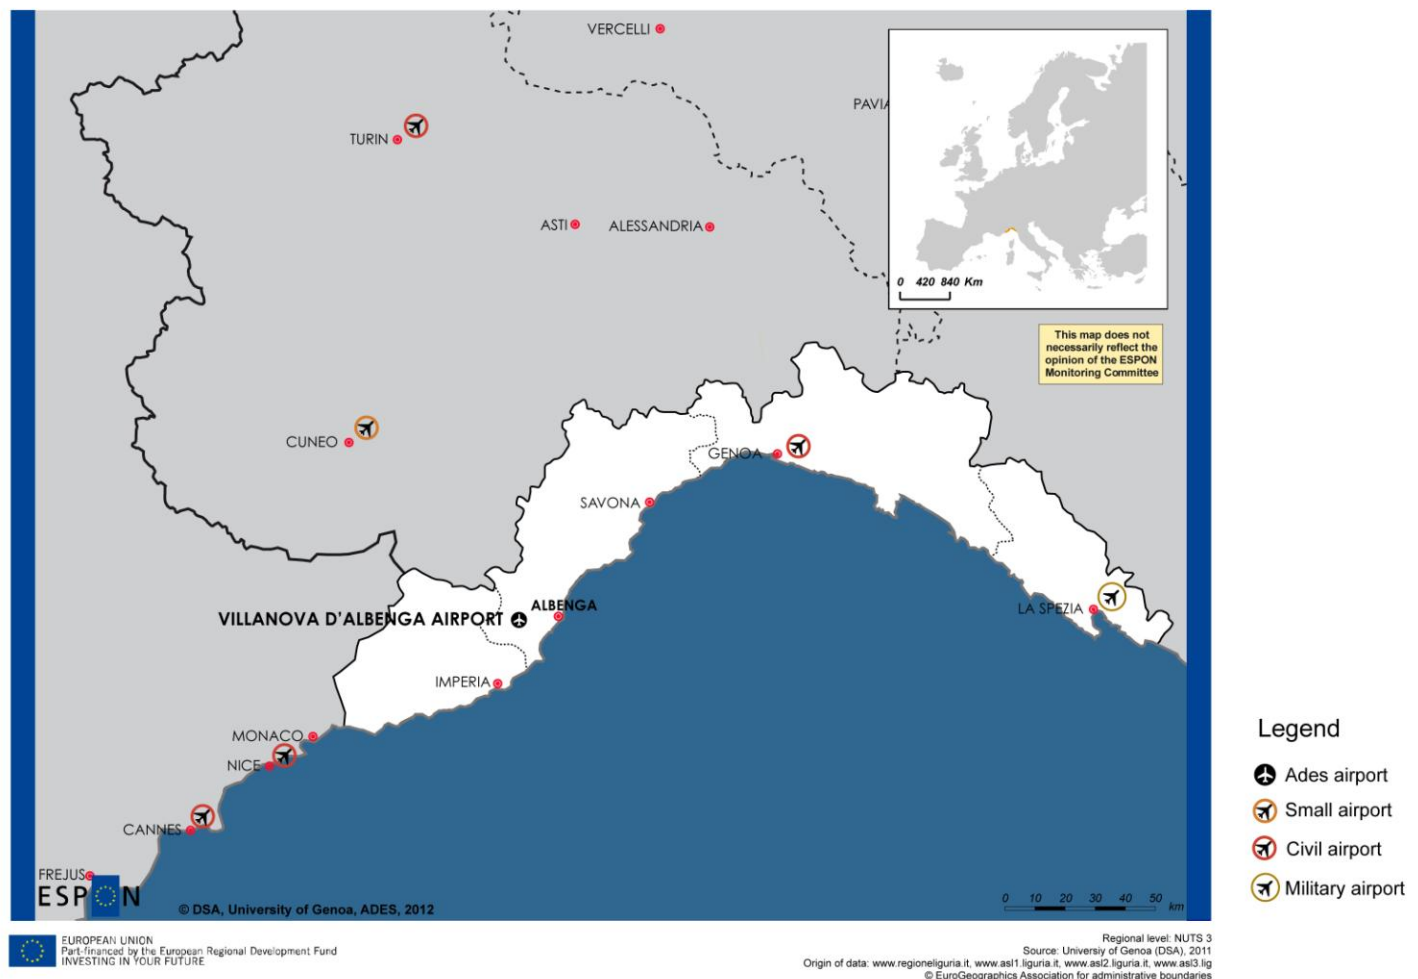 VERCELLI
PAVIA
TURIN
ASTI
ALESSANDRIA
0 420 840 Km
This map does not
necessarily reflect the
opinion of the ESPON
Monitoring Committee
CUNEO
GENOA
SAVONA
ALBENGA
VILLANOVA D'ALBENGA AIRPORT
LA SPEZIA
IMPERIA
MONACO
NICE
CANNES
FREJUS
ESPON
© DSA, University of Genoa, ADES, 2012
0 10 20 30 40 50
km
Legend
Ades airport
Small airport
Civil airport
Military airport
EUROPEAN UNION
Part-financed by the European Regional Development Fund
INVESTING IN YOUR FUTURE
Regional level: NUTS 3
Source: Universiy of Genoa (DSA), 2011
Origin of data: www.regioneliguria.it, www.asl1.liguria.it, www.asl2.liguria.it, www.asl3.lig
© EuroGeographics Association for administrative boundaries